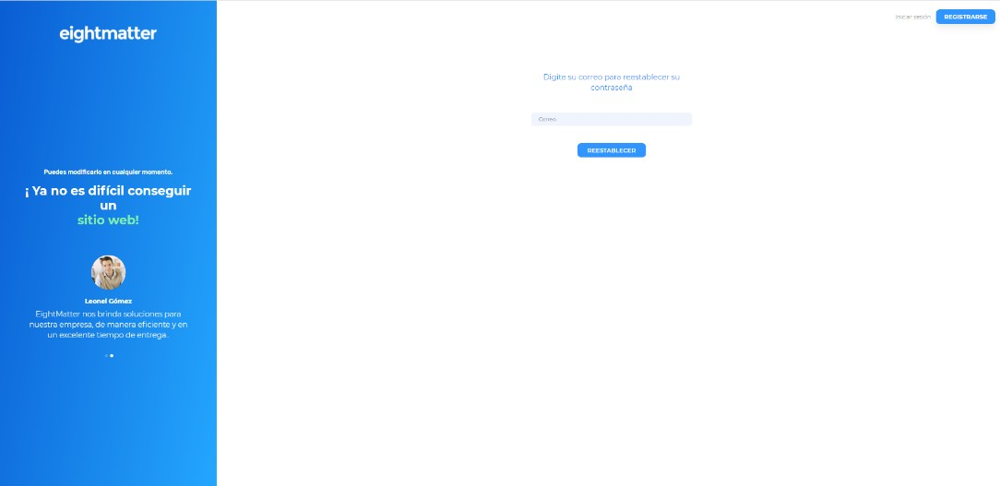 eightmatter
Iniciar sesión
REGISTRARSE
Digite su correo para reestablecer su
contraseña
Correo
REESTABLECER
Puedes modificarlo en cualquier momento.
¡ Ya no es difícil conseguir
un
sitio web!
Leonel Gómez
EightMatter nos brinda soluciones para
nuestra empresa, de manera eficiente y en
un excelente tiempo de entrega.